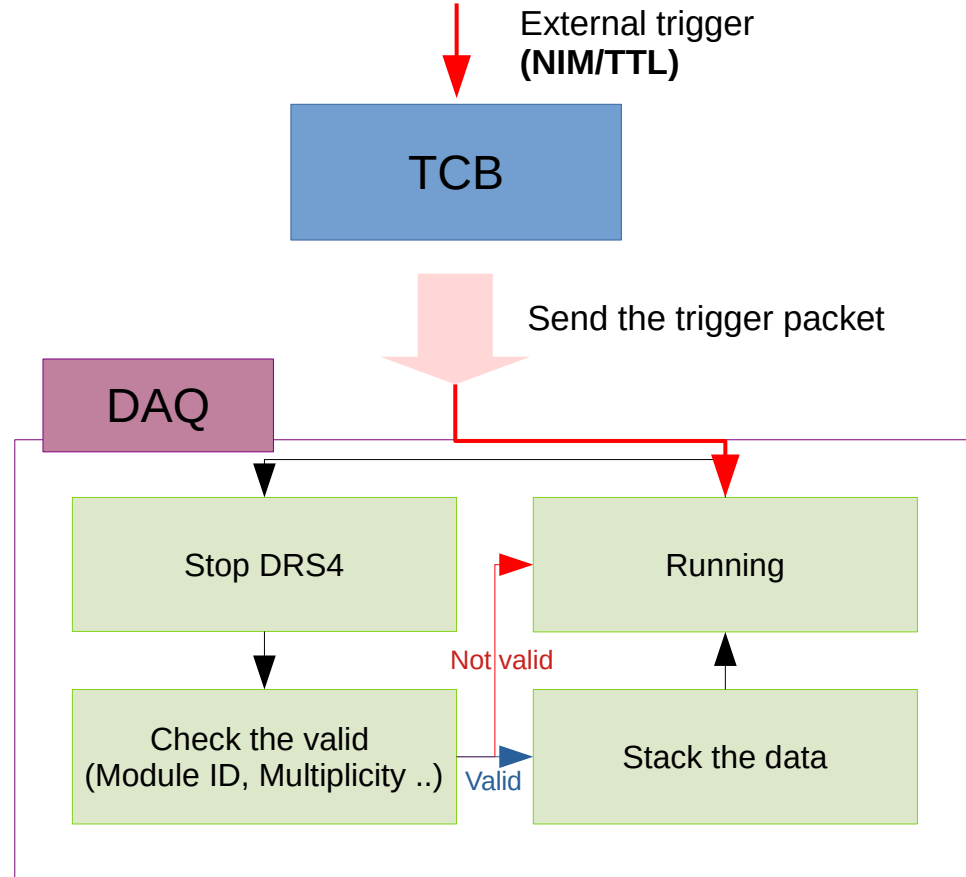 External trigger
(NIM/TTL)
TCB
Send the trigger packet
DAQ
Stop DRS4
Running
Not valid
Check the valid
(Module ID, Multiplicity ..)
Valid
Stack the data